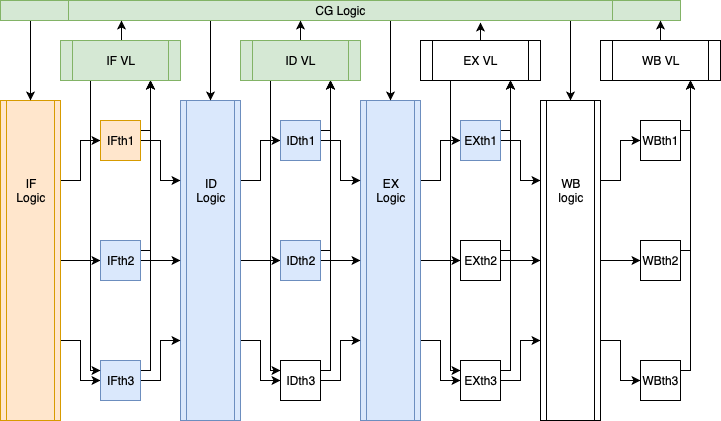 CG Logic
IF VL
ID VL
EX VL
WB VL
IF
Logic
IFth1
IFth2
IFth3
ID
Logic
IDth1
IDth2
IDth3
EX
Logic
EXth1
EXth2
EXth3
WB
logic
WBth1
WBth2
WBth3